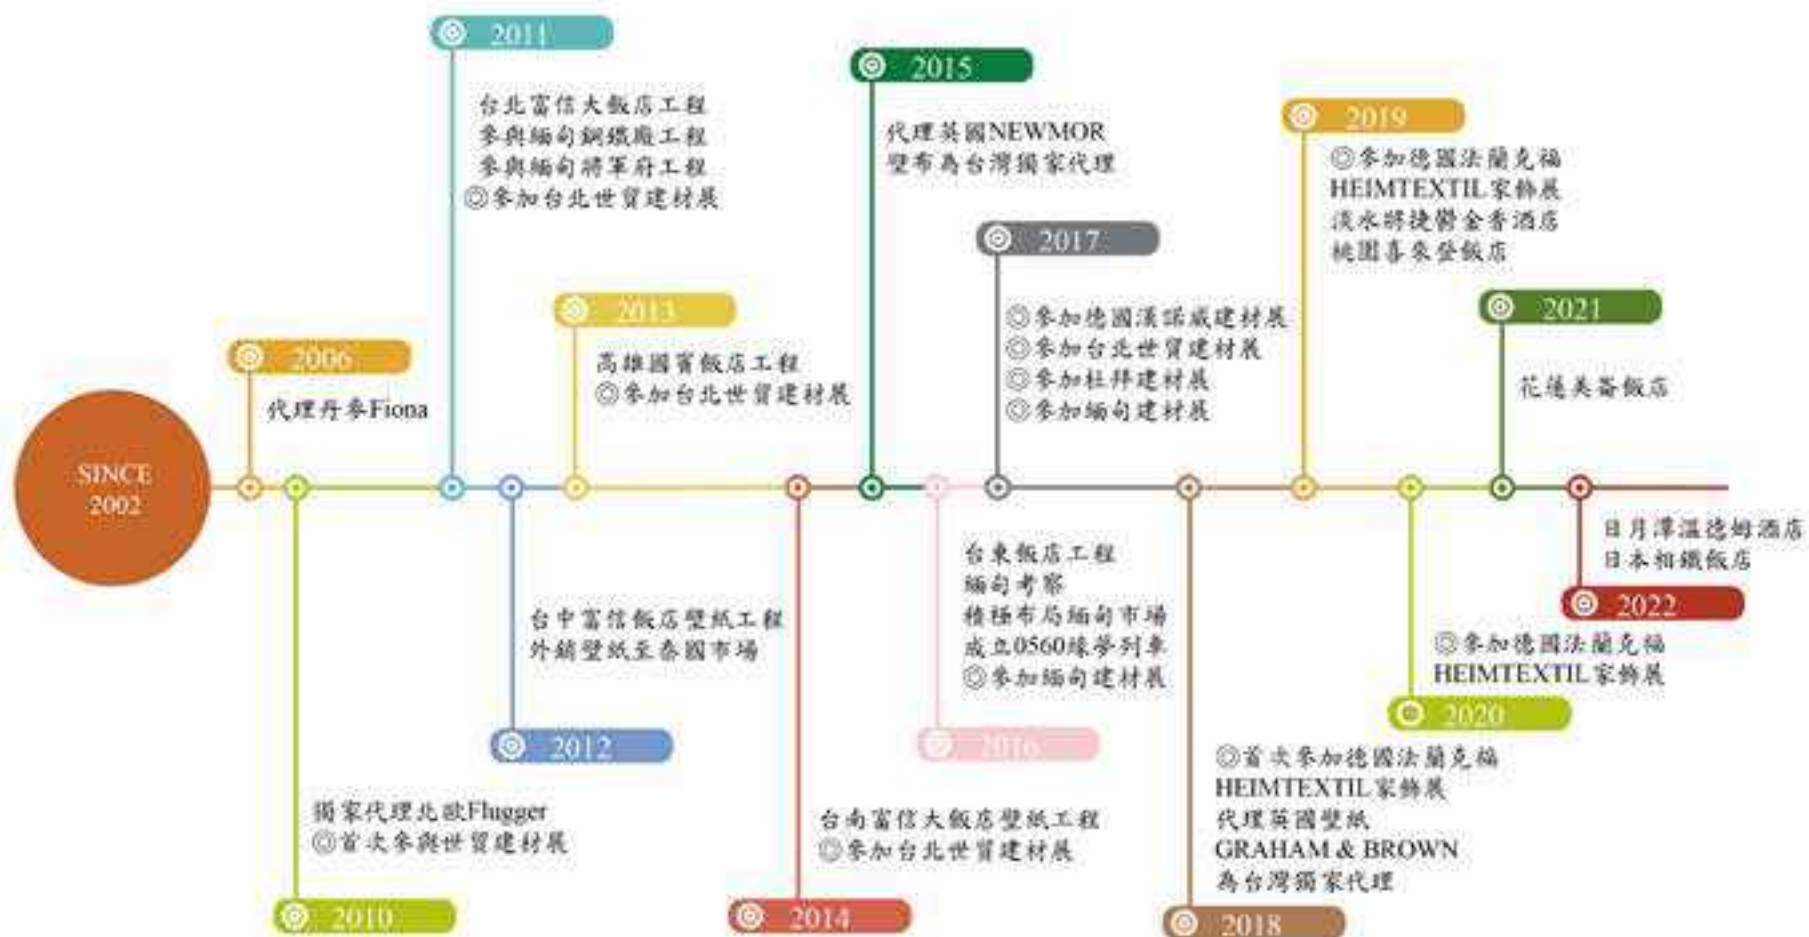 SINCE
2002
2006
代理丹麥Fiona
2010
獨家代理北歐Flugger
◎首次參與世貿建材展
2011
台北富信大飯店工程
參與緬甸鋼鐵廠工程
參與緬甸將軍府工程
◎參加台北世貿建材展
2012
台中富信飯店壁紙工程
外銷壁紙至泰國市場
2013
高雄國賓飯店工程
◎參加台北世貿建材展
2014
台南富信大飯店壁紙工程
◎參加台北世貿建材展
2015
代理英國NEWMOR
壁布為台灣獨家代理
2016
台東飯店工程
緬甸考察
積極布局緬甸市場
成立0560緣夢列車
◎參加緬甸建材展
2017
◎參加德國漢諾威建材展
◎參加台北世貿建材展
◎參加杜拜建材展
◎參加緬甸建材展
2018
◎首次參加德國法蘭克福
HEIMTEXTIL家飾展
代理英國壁紙
GRAHAM & BROWN
為台灣獨家代理
2019
◎參加德國法蘭克福
HEIMTEXTIL家飾展
淡水將捷鬱金香酒店
桃園喜來登飯店
2020
◎參加德國法蘭克福
HEIMTEXTIL家飾展
2021
花蓮美崙飯店
2022
日月潭溫德姆酒店
日本相鐵飯店